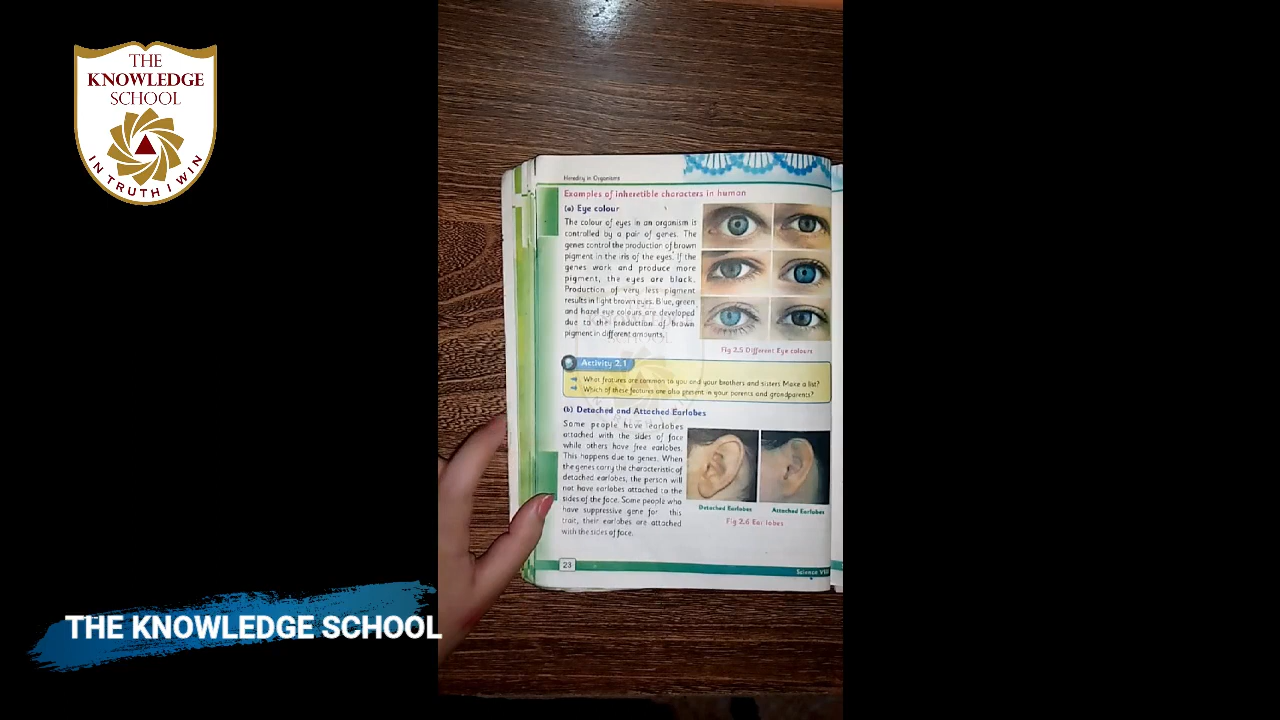 THE
KNOWLEDGE
SCHOOL
IN TRUTH I WIN
Heredity in Organisms
Examples of inheretible characters in human
(a) Eye colour
The colour of eyes in an organism is
controlled by a pair of genes. The
genes control the production of brown
pigment in the iris of the eyes. If the
genes work and produce more
pigment, the eyes are black.
Production of very less pigment
results in light brown eyes. Blue, green
and hazel eye colours are developed
due to the production of brown
pigment in different amounts.
Fig 2.5 Different Eye colours
Activity 2.1
What features are common to you and your brothers and sisters Make a list?
Which of these features are also present in your parents and grandparents?
(b) Detached and Attached Earlobes
Some people have earlobes
attached with the sides of face
while others have free earlobes.
This happens due to genes. When
the genes carry the characteristic of
detached earlobes, the person will
not have earlobes attached to the
sides of the face. Some people who
have suppressive gene for this
trait, their earlobes are attached
with the sides of face.
Detached Earlobes
Attached Earlobes
Fig 2.6 Ear lobes
23
Science VIII
THE KNOWLEDGE SCHOOL